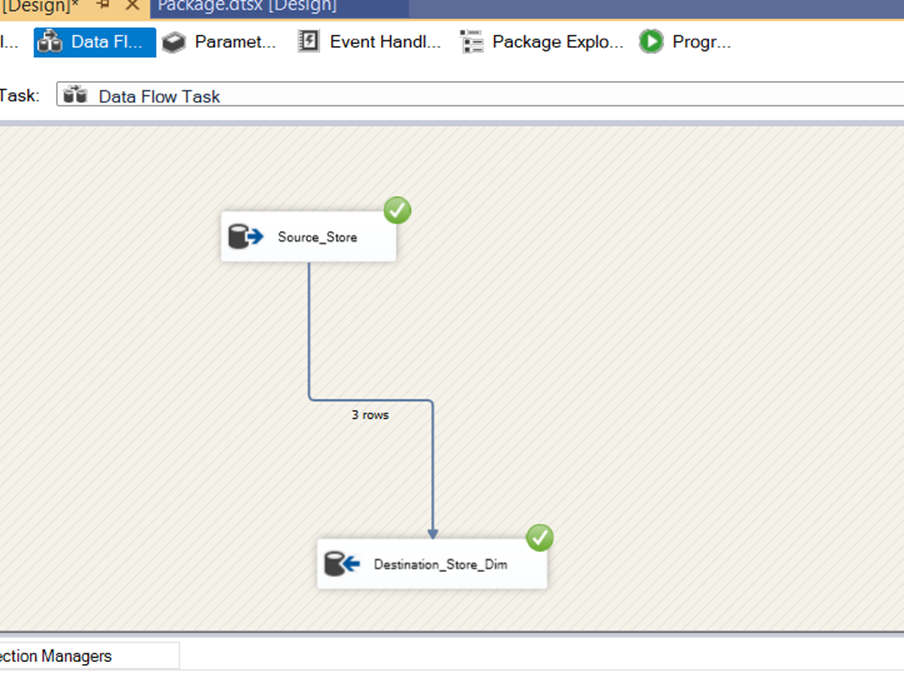 [Design]* Package.dtsx [Design]
l... Data Fl... Paramet... Event Handl... Package Explo... Progr...
Task: Data Flow Task
Source_Store
3 rows
Destination_Store_Dim
ection Managers